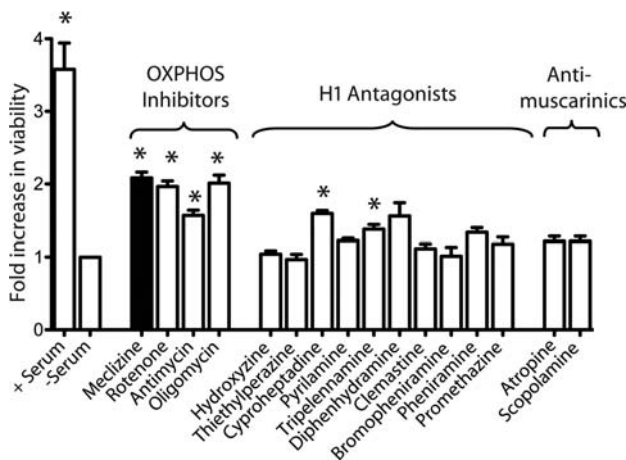 *
4
OXPHOS
Inhibitors
H1 Antagonists
Anti-
muscarinics
3
Fold increase in viability
*
*
*
*
2
*
*
1
0
+ Serum
-Serum
Meclizine
Rotenone
Antimycin
Oligomycin
Hydroxyzine
Thiethylperazine
Cyproheptadine
Pyrilamine
Tripelennamine
Diphenhydramine
Clemastine
Bromopheniramine
Pheniramine
Promethazine
Atropine
Scopolamine